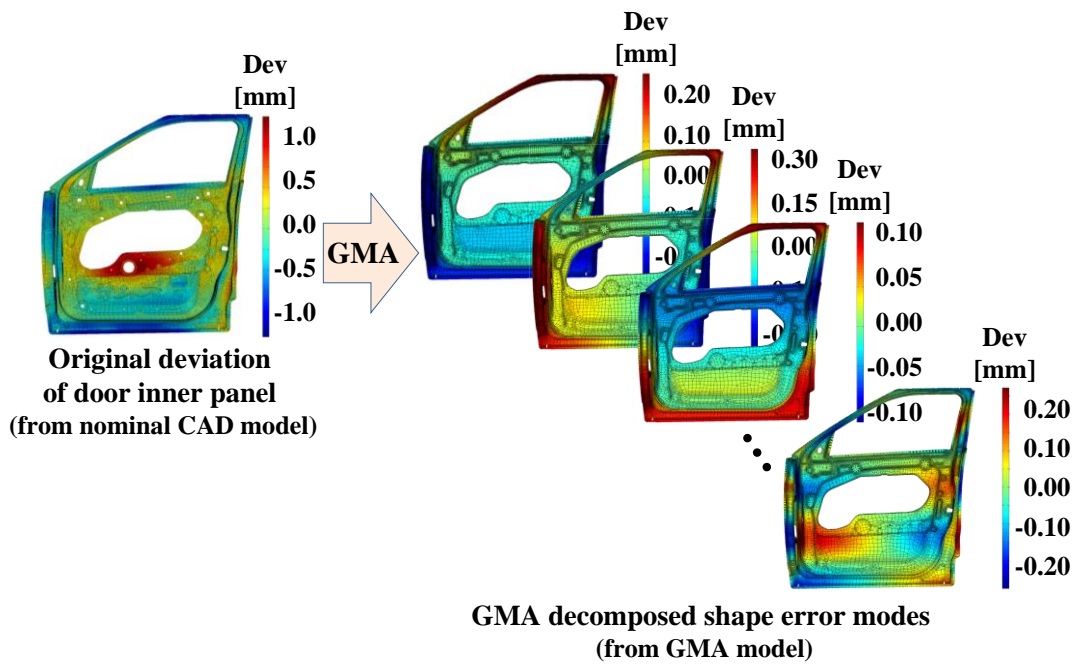 Dev
[mm]
1.0
0.5
0.0
-0.5
-1.0
Original deviation
of door inner panel
(from nominal CAD model)
GMA
Dev
[mm]
0.20
0.10
0.00
Dev
[mm]
0.30
0.15
0.00
Dev
[mm]
0.10
0.05
0.00
-0.05
-0.10
Dev
[mm]
0.20
0.10
0.00
-0.10
-0.20
GMA decomposed shape error modes
(from GMA model)